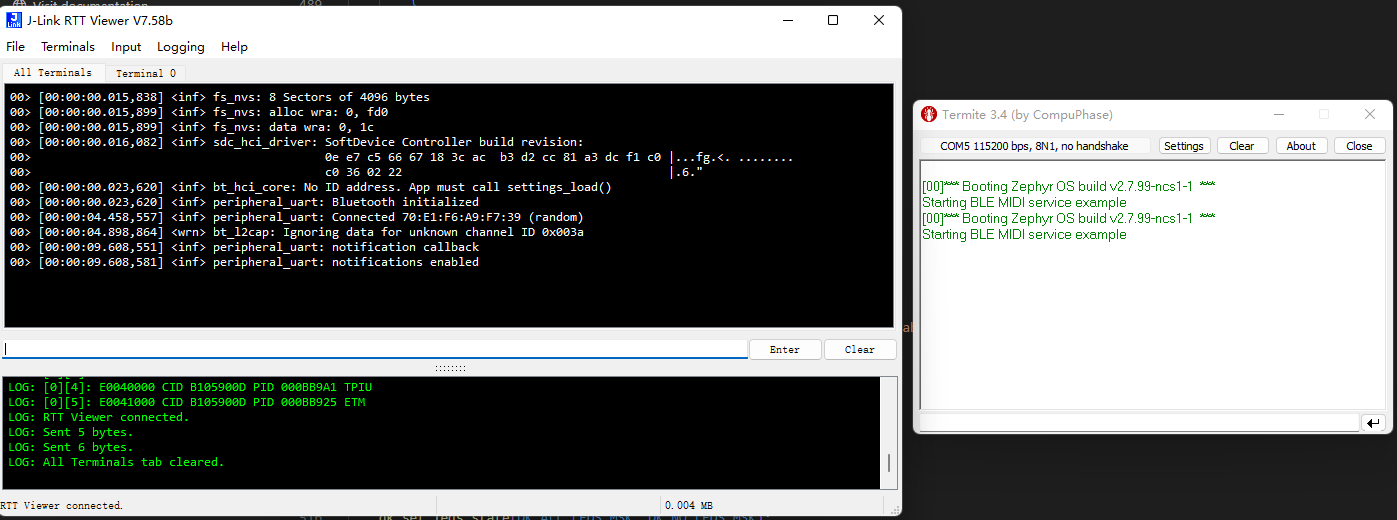 Visit documentation
489
J-Link RTT Viewer V7.58b
File Terminals Input Logging Help
All Terminals Terminal 0
00> [00:00:00.015,838] <inf> fs_nvs: 8 Sectors of 4096 bytes
00> [00:00:00.015,899] <inf> fs_nvs: alloc wra: 0, fd0
00> [00:00:00.015,899] <inf> fs_nvs: data wra: 0, 1c
00> [00:00:00.016,082] <inf> sdc_hci_driver: SoftDevice Controller build revision:
00> 0e e7 c5 66 67 18 3c ac b3 d2 cc 81 a3 dc f1 c0 |...fg.<. ........
00> c0 36 02 22 |.6."
00> [00:00:00.023,620] <inf> bt_hci_core: No ID address. App must call settings_load()
00> [00:00:00.023,620] <inf> peripheral_uart: Bluetooth initialized
00> [00:00:04.458,557] <inf> peripheral_uart: Connected 70:E1:F6:A9:F7:39 (random)
00> [00:00:04.898,864] <wrn> bt_l2cap: Ignoring data for unknown channel ID 0x003a
00> [00:00:09.608,551] <inf> peripheral_uart: notification callback
00> [00:00:09.608,581] <inf> peripheral_uart: notifications enabled
Enter Clear
LOG: [0][4]: E0040000 CID B105900D PID 000BB9A1 TPIU
LOG: [0][5]: E0041000 CID B105900D PID 000BB925 ETM
LOG: RTT Viewer connected.
LOG: Sent 5 bytes.
LOG: Sent 6 bytes.
LOG: All Terminals tab cleared.
RTT Viewer connected. 0.004 MB
Termite 3.4 (by CompuPhase)
COM5 115200 bps, 8N1, no handshake Settings Clear About Close
[00]*** Booting Zephyr OS build v2.7.99-ncs1-1 ***
Starting BLE MIDI service example
[00]*** Booting Zephyr OS build v2.7.99-ncs1-1 ***
Starting BLE MIDI service example